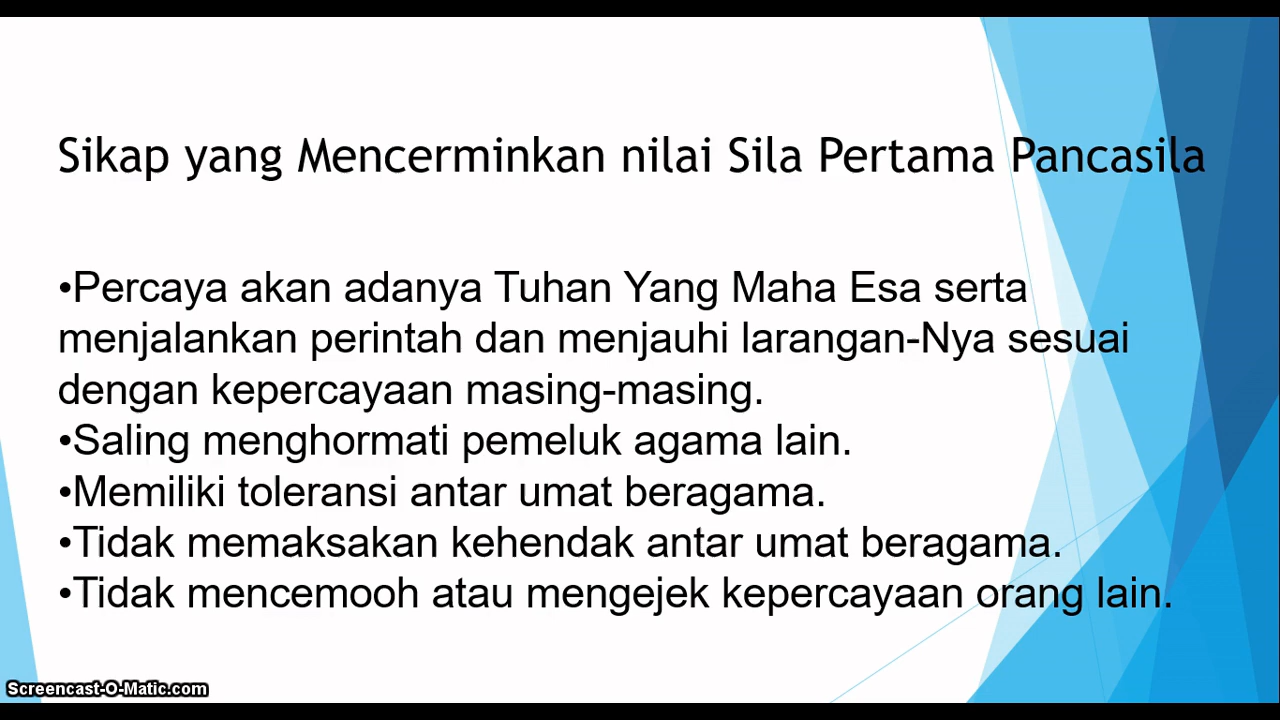 Sikap yang Mencerminkan nilai Sila Pertama Pancasila
•Percaya akan adanya Tuhan Yang Maha Esa serta
menjalankan perintah dan menjauhi larangan-Nya sesuai
dengan kepercayaan masing-masing.
•Saling menghormati pemeluk agama lain.
•Memiliki toleransi antar umat beragama.
•Tidak memaksakan kehendak antar umat beragama.
•Tidak mencemooh atau mengejek kepercayaan orang lain.
Screencast-O-Matic.com